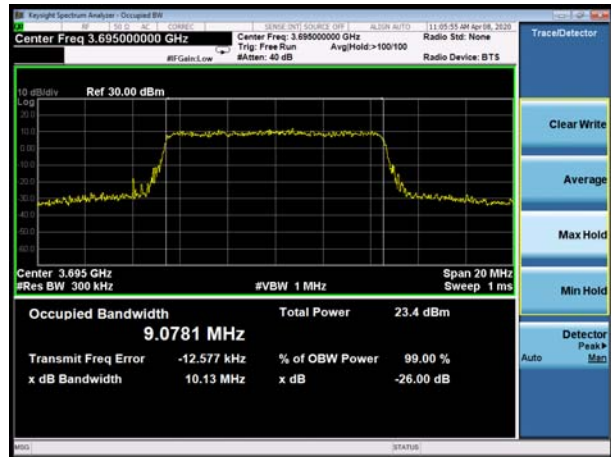 Keysight Spectrum Analyzer - Occupied BW
RF 50 Ω AC CORREC SENSE:INT SOURCE OFF ALIGN AUTO 11:05:55 AM Apr 08, 2020
Center Freq 3.695000000 GHz Center Freq: 3.695000000 GHz Radio Std: None
Trig: Free Run Avg|Hold:>100/100
#IFGain:Low #Atten: 40 dB Radio Device: BTS
Trace/Detector
10 dB/div Ref 30.00 dBm
Log
20.0
10.0
0.00
-10.0
-20.0
-30.0
-40.0
-50.0
-60.0
Center 3.695 GHz Span 20 MHz
#Res BW 300 kHz #VBW 1 MHz Sweep 1 ms
Occupied Bandwidth Total Power 23.4 dBm
9.0781 MHz
Transmit Freq Error -12.577 kHz % of OBW Power 99.00 %
x dB Bandwidth 10.13 MHz x dB -26.00 dB
Clear Write
Average
Max Hold
Min Hold
Detector
Peak▶
Auto Man
MSG STATUS